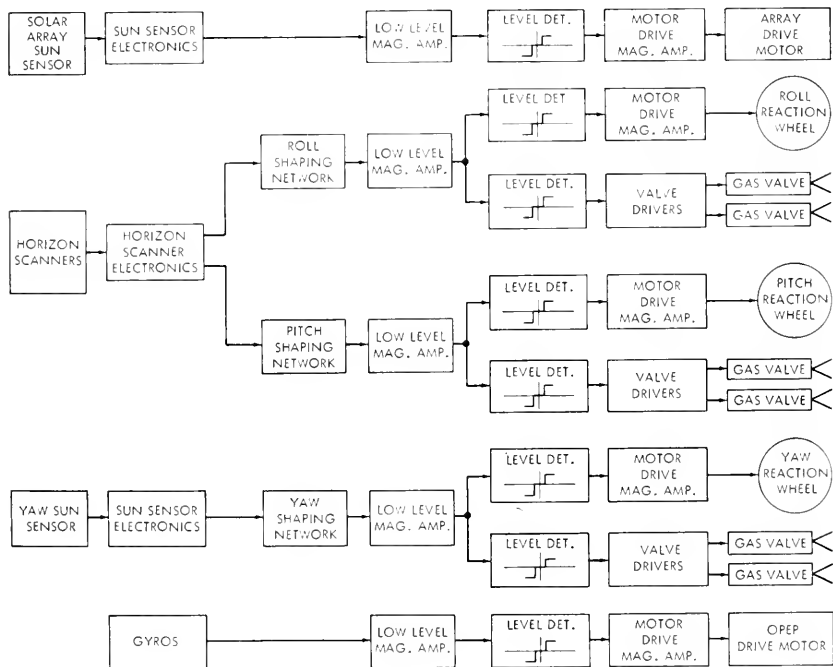 SOLAR
ARRAY
SUN
SENSOR
SUN SENSOR
ELECTRONICS
LOW LEVEL
MAG. AMP.
LEVEL DET.
MOTOR
DRIVE
MAG. AMP.
ARRAY
DRIVE
MOTOR
HORIZON
SCANNERS
HORIZON
SCANNER
ELECTRONICS
ROLL
SHAPING
NETWORK
LOW LEVEL
MAG. AMP.
LEVEL DET
MOTOR
DRIVE
MAG. AMP.
ROLL
REACTION
WHEEL
LEVEL DET.
VALVE
DRIVERS
GAS VALVE
GAS VALVE
PITCH
SHAPING
NETWORK
LOW LEVEL
MAG. AMP.
LEVEL DET.
MOTOR
DRIVE
MAG. AMP.
PITCH
REACTION
WHEEL
LEVEL DET.
VALVE
DRIVERS
GAS VALVE
GAS VALVE
YAW SUN
SENSOR
SUN SENSOR
ELECTRONICS
YAW
SHAPING
NETWORK
LOW LEVEL
MAG. AMP.
LEVEL DET.
MOTOR
DRIVE
MAG. AMP.
YAW
REACTION
WHEEL
LEVEL DET.
VALVE
DRIVERS
GAS VALVE
GAS VALVE
GYROS
LOW LEVEL
MAG. AMP.
LEVEL DET.
MOTOR
DRIVE
MAG. AMP.
OPEP
DRIVE MOTOR